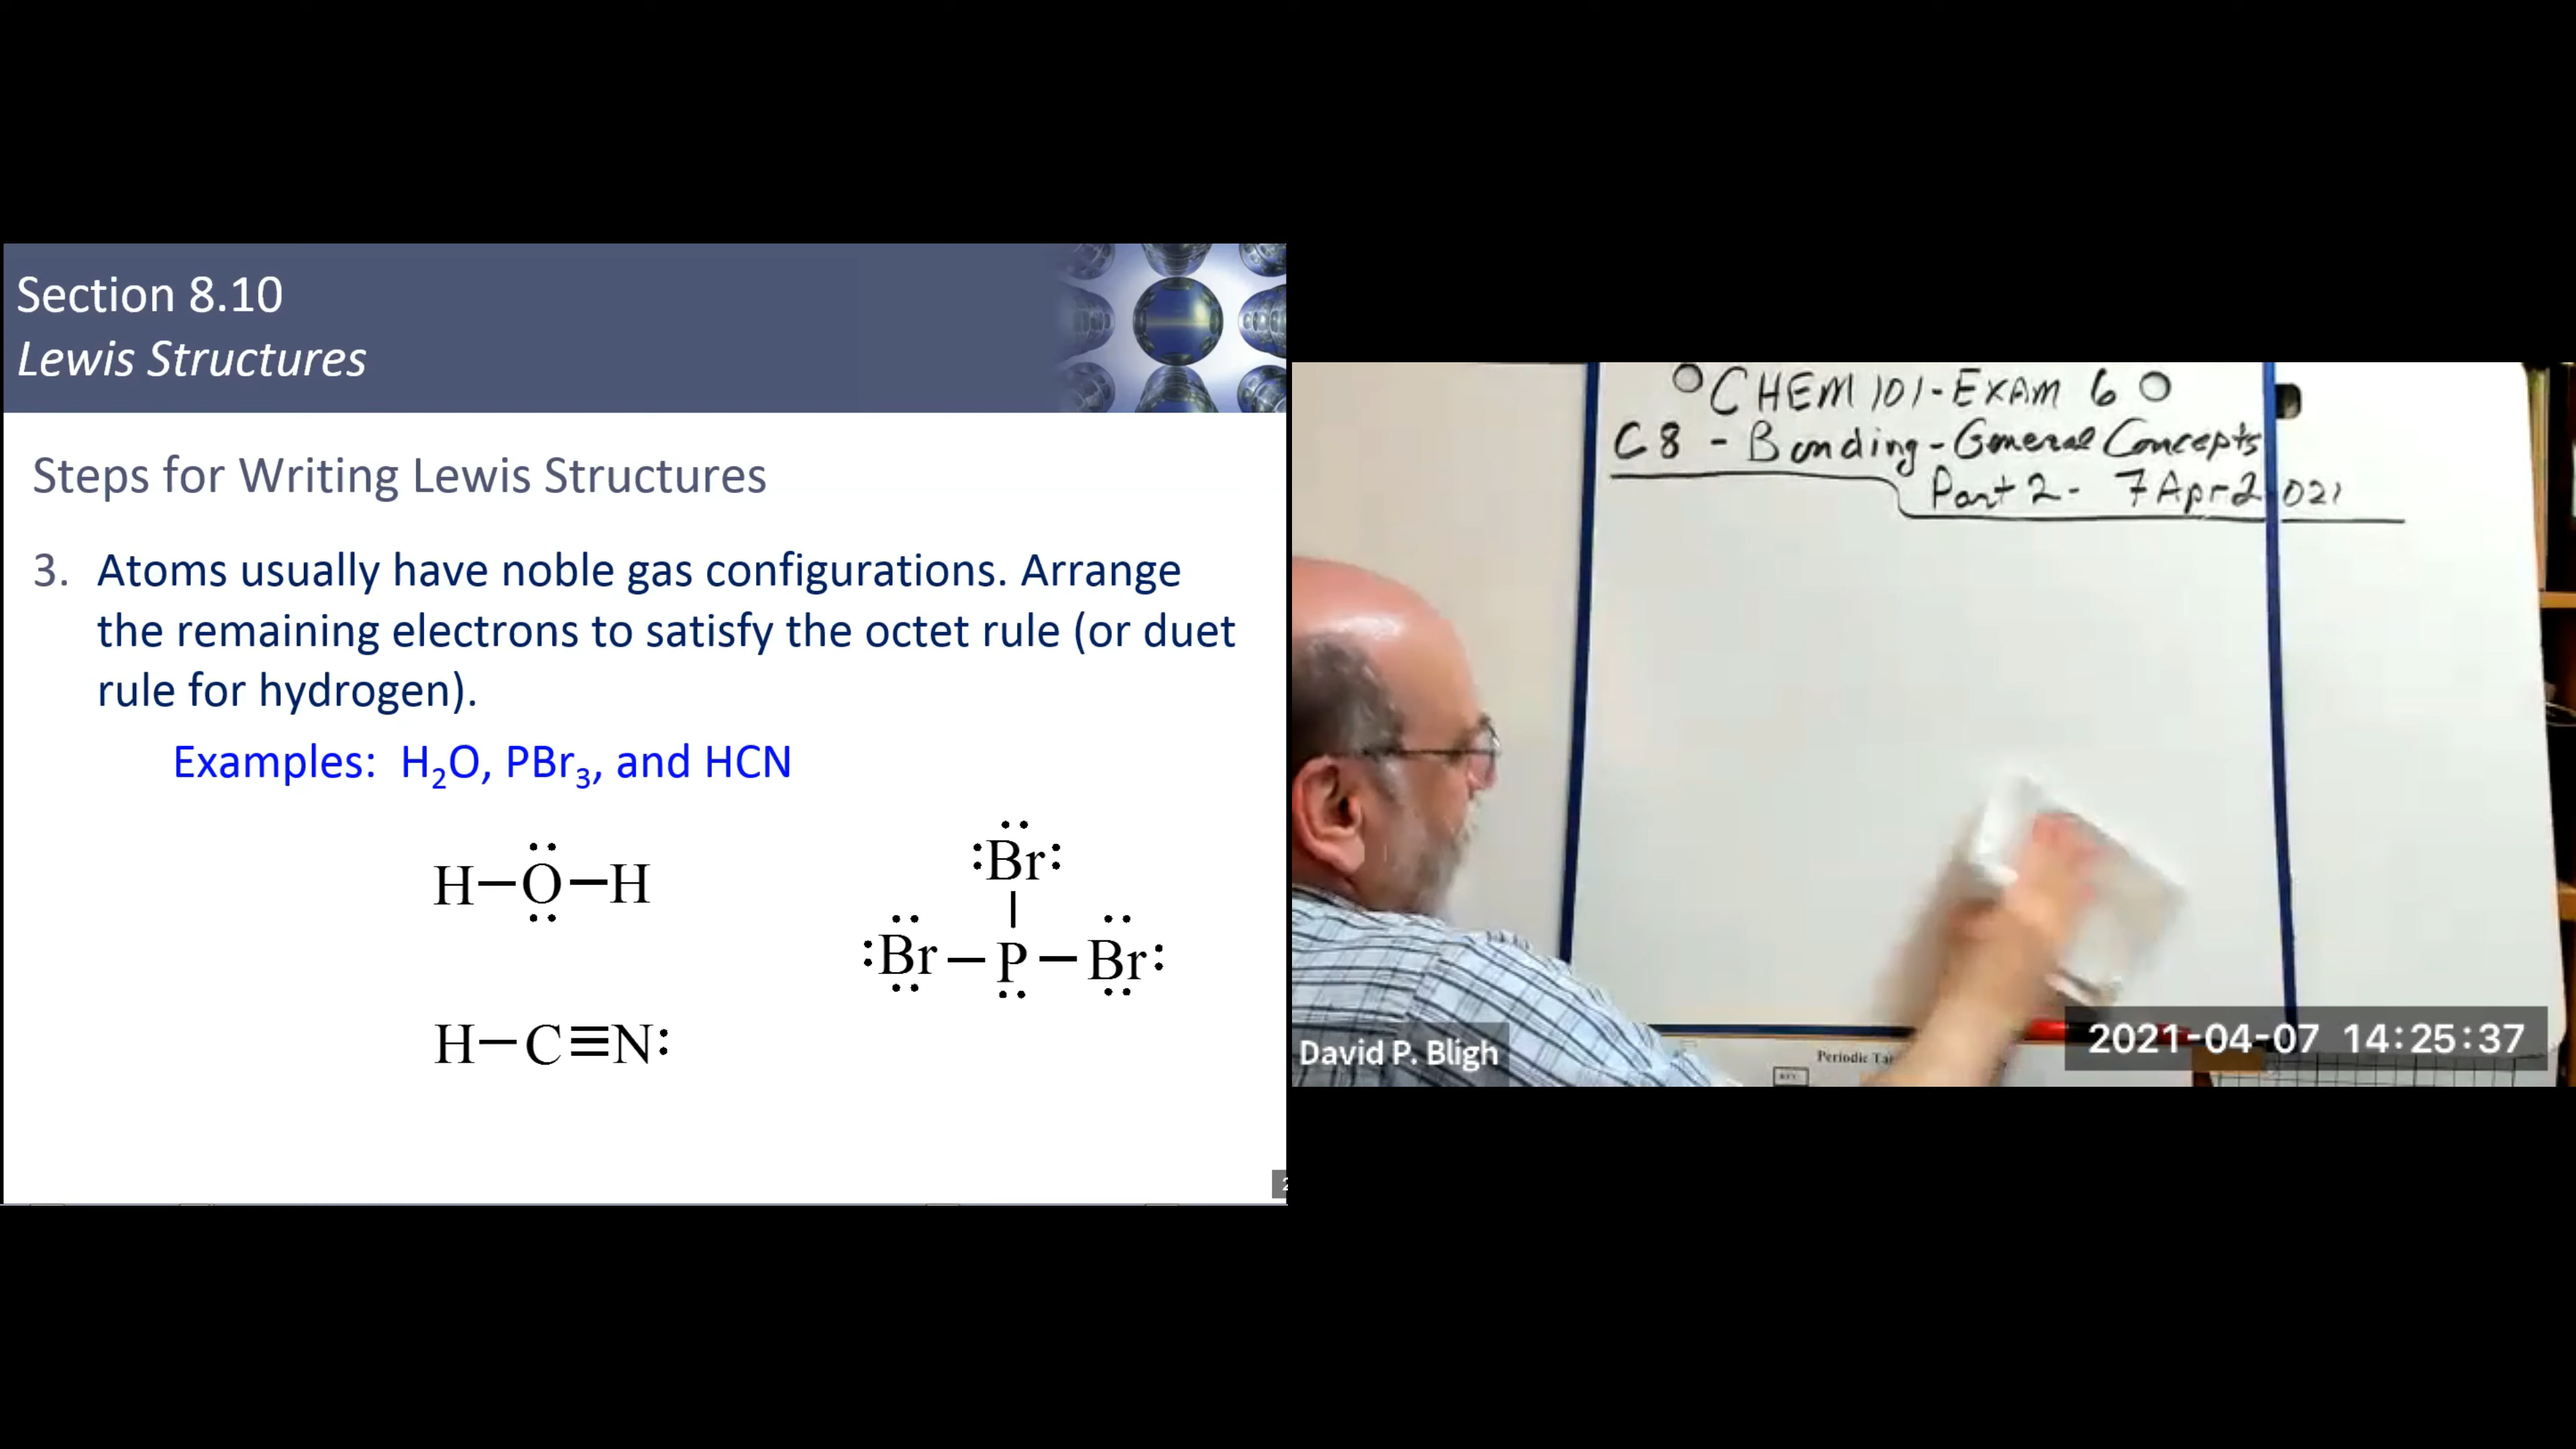 Section 8.10
Lewis Structures
Steps for Writing Lewis Structures
3. Atoms usually have noble gas configurations. Arrange
the remaining electrons to satisfy the octet rule (or duet
rule for hydrogen).
Examples: H₂O, PBr₃, and HCN
H—O—H
Br
Br—P—Br
H—C≡N:
2
CHEM 101-EXAM 6
C8 - Bonding - General Concepts
Part 2- 7 Apr 2021
David P. Bligh
Periodic
KEY
2021-04-07 14:25:37